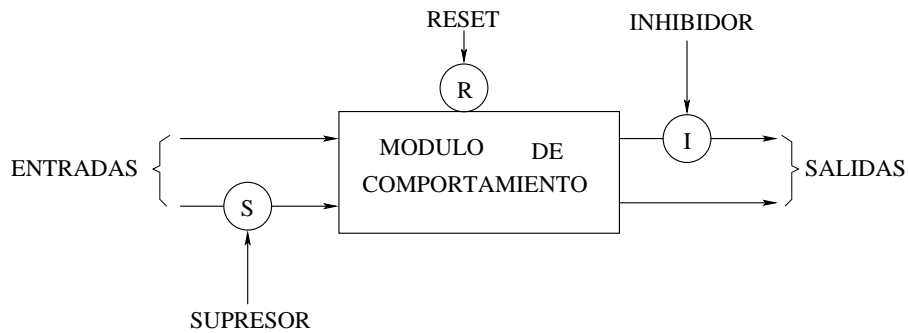 RESET
INHIBIDOR
R
MODULO DE
COMPORTAMIENTO
I
ENTRADAS
SALIDAS
S
SUPRESOR